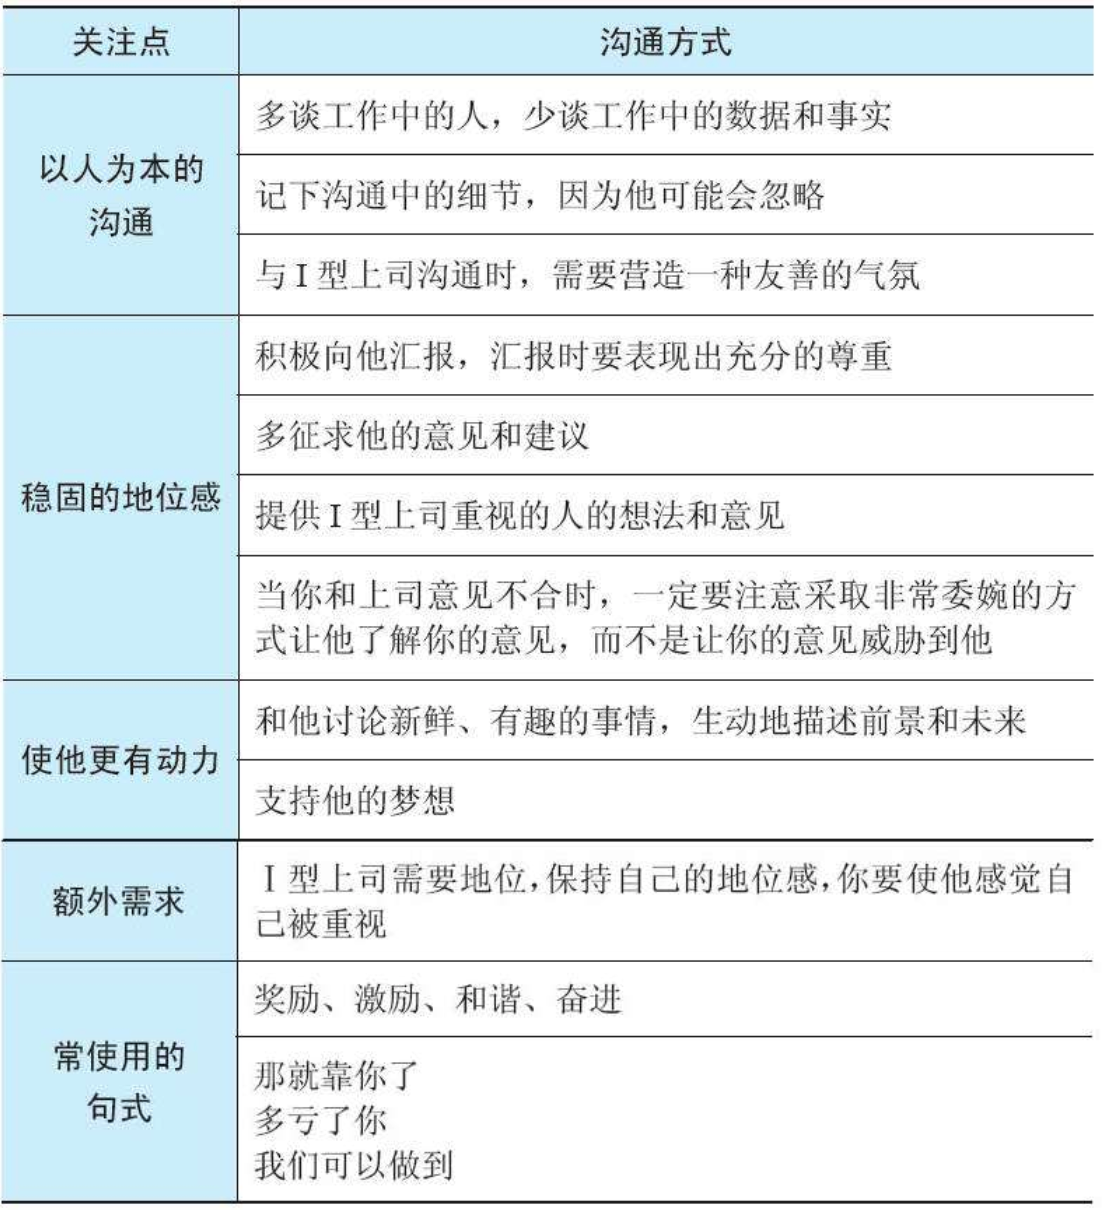 关注点
沟通方式
以人为本的
沟通
多谈工作中的人，少谈工作中的数据和事实
记下沟通中的细节，因为他可能会忽略
与I型上司沟通时，需要营造一种友善的气氛
稳固的地位感
积极向他汇报，汇报时要表现出充分的尊重
多征求他的意见和建议
提供I型上司重视的人的想法和意见
当你和上司意见不合时，一定要注意采取非常委婉的方
式让他了解你的意见，而不是让你的意见威胁到他
使他更有动力
和他讨论新鲜、有趣的事情，生动地描述前景和未来
支持他的梦想
额外需求
I型上司需要地位,保持自己的地位感,你要使他感觉自
己被重视
常使用的
句式
奖励、激励、和谐、奋进
那就靠你了
多亏了你
我们可以做到